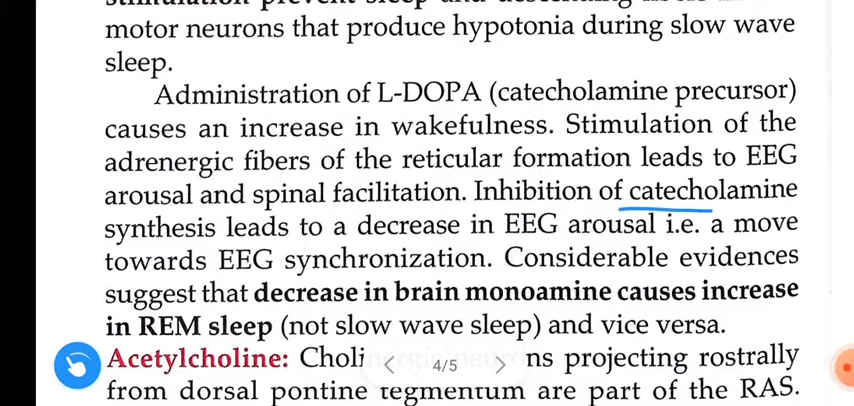 motor neurons that produce hypotonia during slow wave
sleep.
Administration of L-DOPA (catecholamine precursor)
causes an increase in wakefulness. Stimulation of the
adrenergic fibers of the reticular formation leads to EEG
arousal and spinal facilitation. Inhibition of catecholamine
synthesis leads to a decrease in EEG arousal i.e. a move
towards EEG synchronization. Considerable evidences
suggest that decrease in brain monoamine causes increase
in REM sleep (not slow wave sleep) and vice versa.
Acetylcholine: Cholinergic neurons projecting rostrally
4/5
from dorsal pontine tegmentum are part of the RAS.